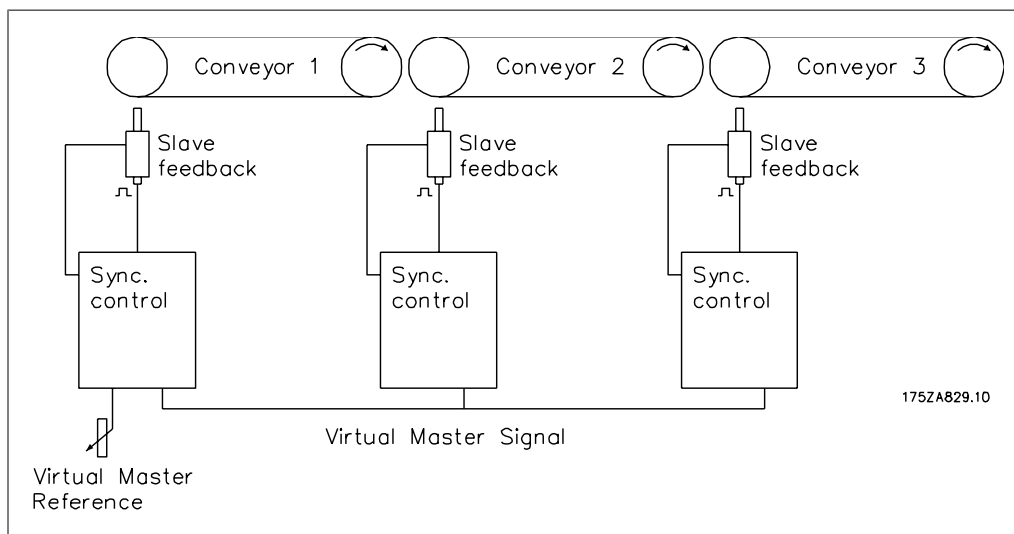 Conveyor 1
Conveyor 2
Conveyor 3
Slave
feedback
Slave
feedback
Slave
feedback
Sync.
control
Sync.
control
Sync.
control
175ZA829.10
Virtual Master Signal
Virtual Master
Reference